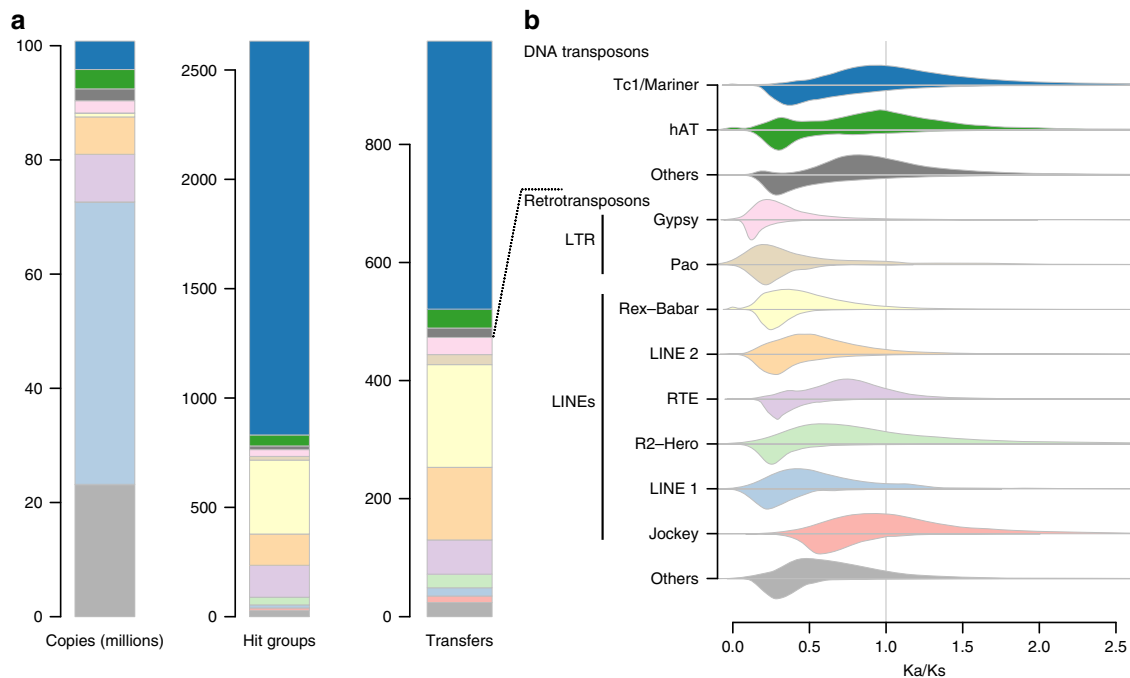 a
100
80
60
40
20
0
Copies (millions)
2500
2000
1500
1000
500
0
Hit groups
800
600
400
200
0
Transfers
b
DNA transposons
Tc1/Mariner
hAT
Others
Retrotransposons
LTR
Gypsy
Pao
LINEs
Rex–Babar
LINE 2
RTE
R2–Hero
LINE 1
Jockey
Others
0.0 0.5 1.0 1.5 2.0 2.5
Ka/Ks